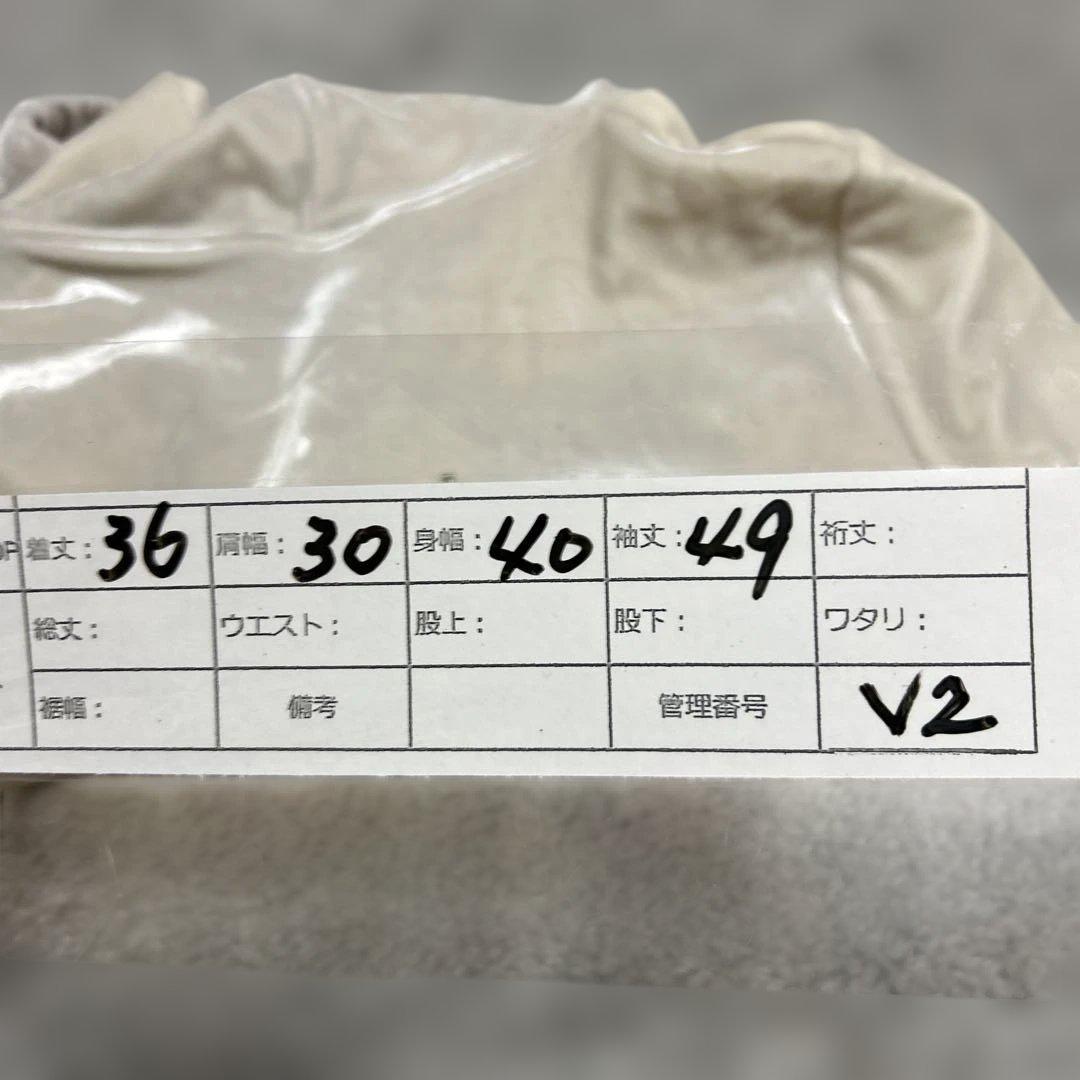 OP 着丈:36 肩幅:30 身幅:40 袖丈:49 裄丈:
総丈: ウエスト: 股上: 股下: ワタリ:
裾幅: 備考 管理番号 V2